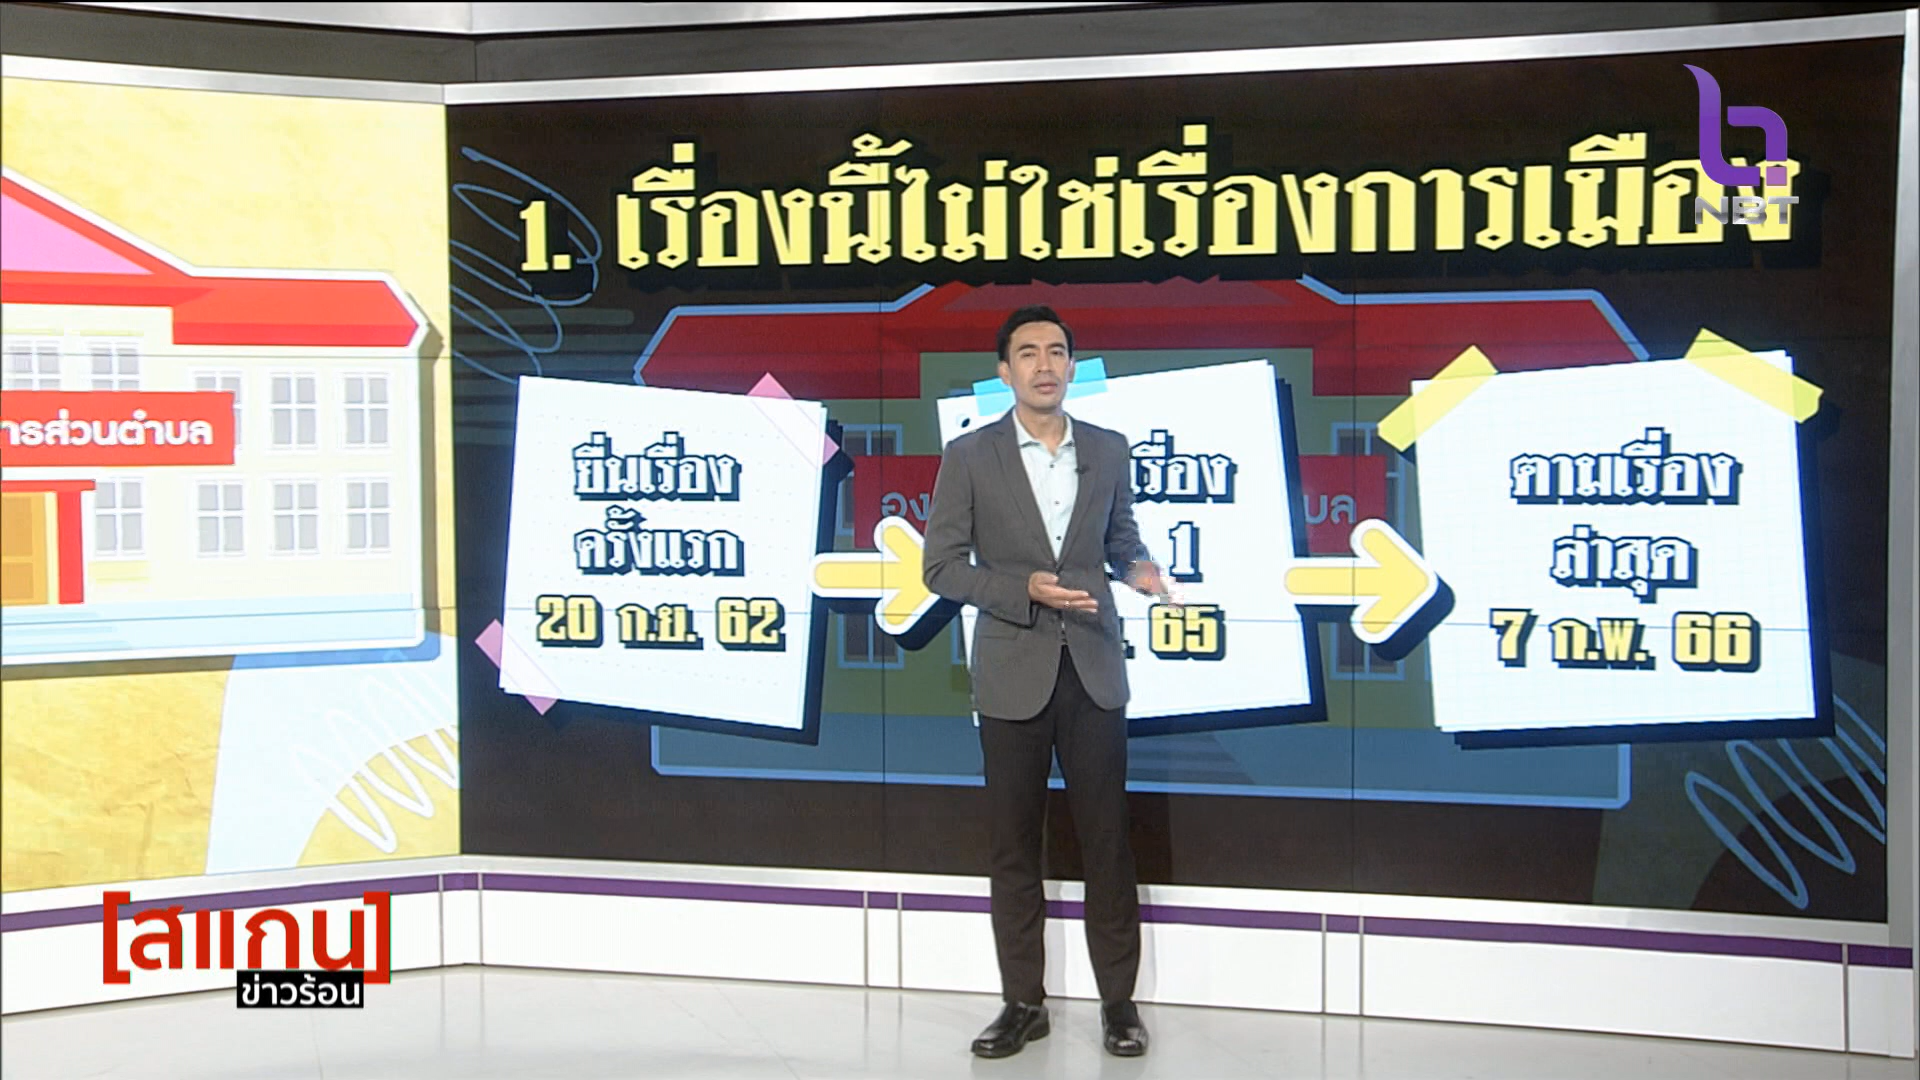 1. เรื่องนี้ไม่ใช่เรื่องการเมือง
NBT
ารส่วนตำบล
ยื่นเรื่อง
ครั้งแรก
20 ก.ย. 62
เรื่อง
1
65
อง
บล
ตามเรื่อง
ล่าสุด
7 ก.พ. 66
[สแกน]
ข่าวร้อน